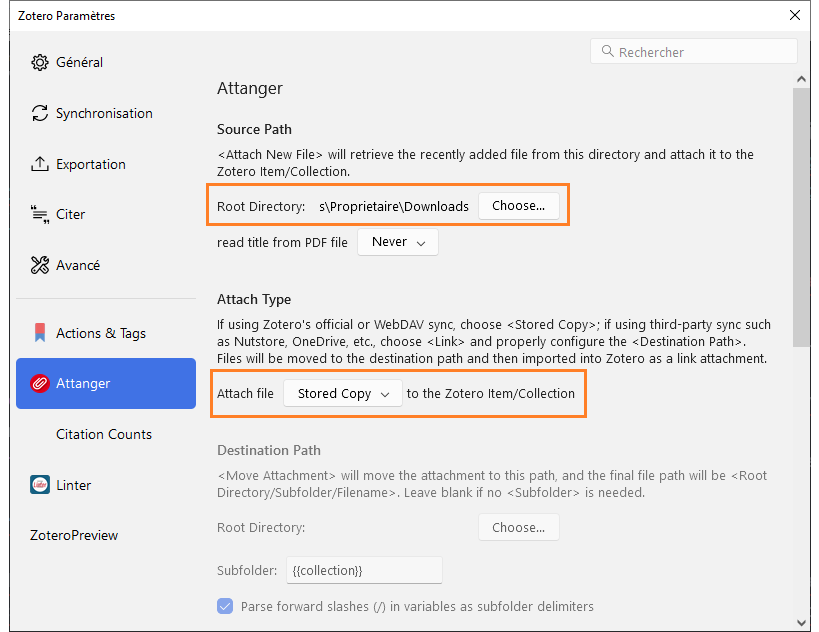 Zotero Paramètres
Rechercher
Général
Synchronisation
Exportation
Citer
Avancé
Actions & Tags
Attanger
Citation Counts
Linter
ZoteroPreview
Attanger
Source Path
<Attach New File> will retrieve the recently added file from this directory and attach it to the
Zotero Item/Collection.
Root Directory: s\Proprietaire\Downloads Choose...
read title from PDF file Never
Attach Type
If using Zotero's official or WebDAV sync, choose <Stored Copy>; if using third-party sync such
as Nutstore, OneDrive, etc., choose <Link> and properly configure the <Destination Path>.
Files will be moved to the destination path and then imported into Zotero as a link attachment.
Attach file Stored Copy to the Zotero Item/Collection
Destination Path
<Move Attachment> will move the attachment to this path, and the final file path will be <Root
Directory/Subfolder/Filename>. Leave blank if no <Subfolder> is needed.
Root Directory: Choose...
Subfolder: {{collection}}
Parse forward slashes (/) in variables as subfolder delimiters